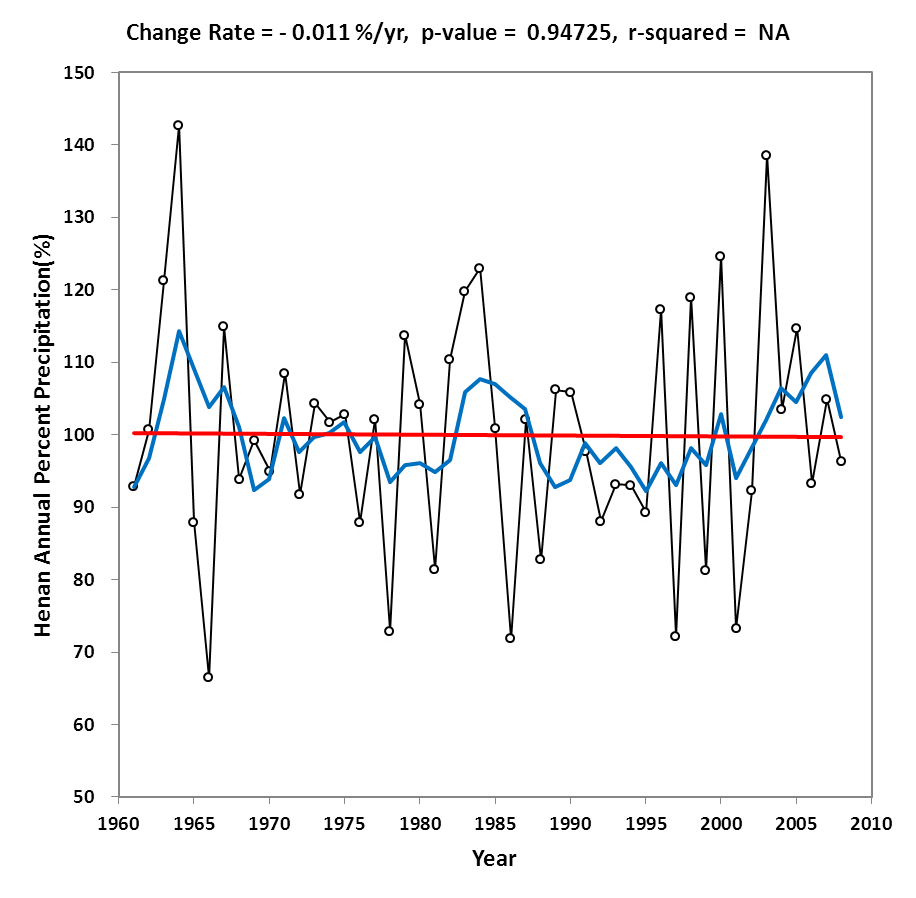 Change Rate = - 0.011 %/yr, p-value = 0.94725, r-squared = NA
150
140
130
120
110
100
90
80
70
60
50
Henan Annual Percent Precipitation(%)
1960 1965 1970 1975 1980 1985 1990 1995 2000 2005 2010
Year